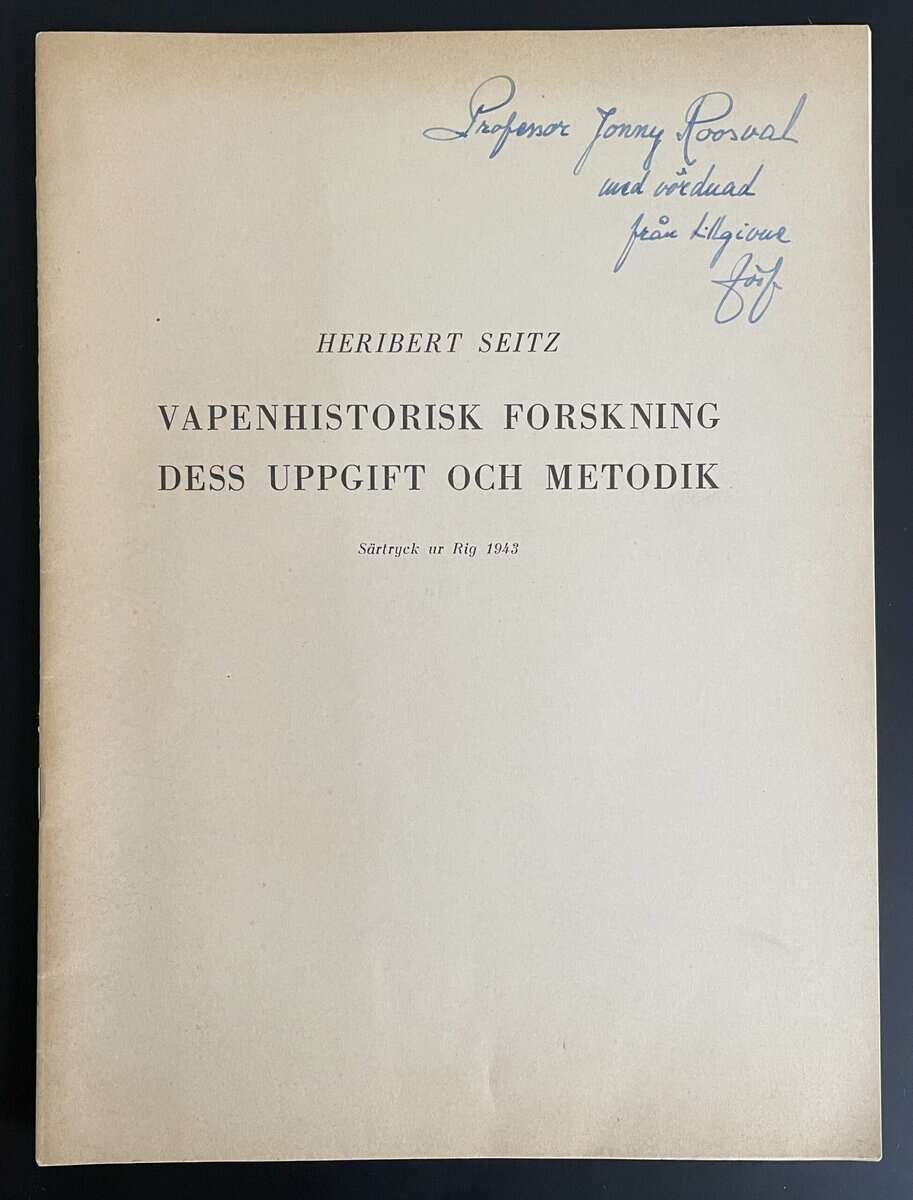 Professor Jonny Roosval
med vördnad
från tillgivne
HERIBERT SEITZ
VAPENHISTORISK FORSKNING
DESS UPPGIFT OCH METODIK
Särtryck ur Rig 1943